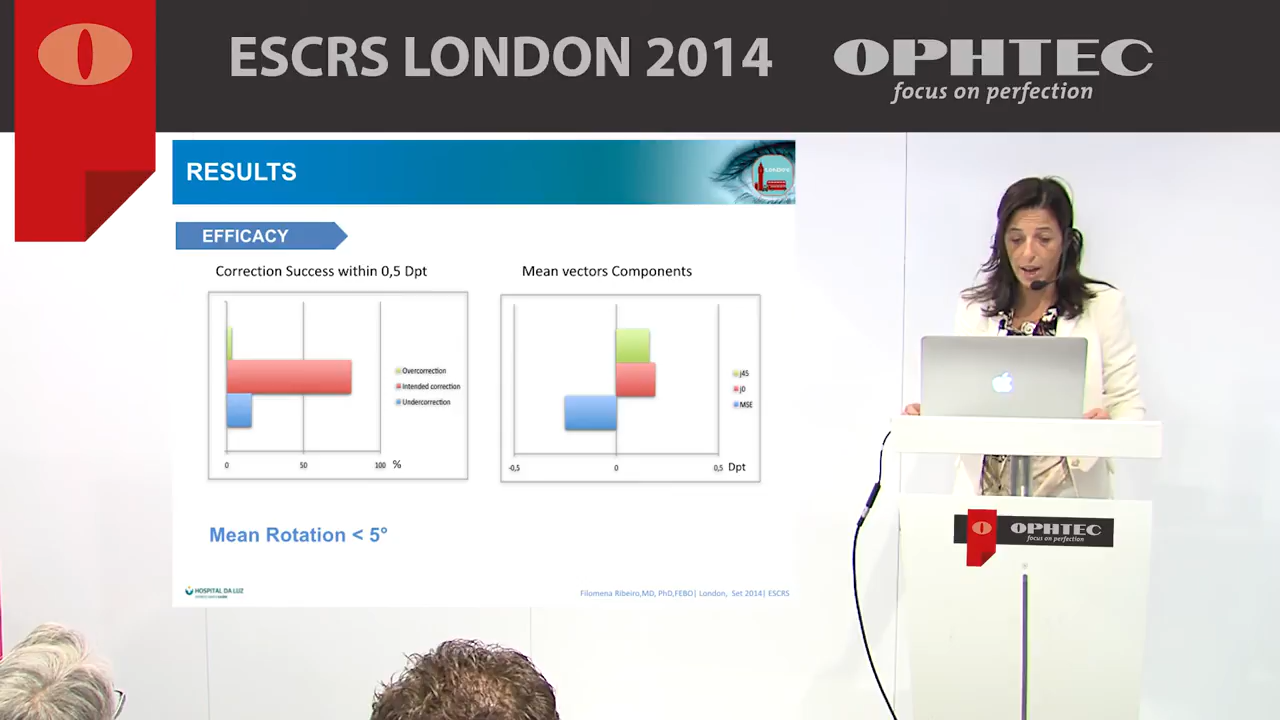 ESCRS LONDON 2014
OPHTEC
focus on perfection
RESULTS
LONDON
EFFICACY
Correction Success within 0,5 Dpt
Overcorrection
Intended correction
Undercorrection
0 50 100 %
Mean vectors Components
j45
j0
MSE
-0,5 0 0,5 Dpt
Mean Rotation < 5°
HOSPITAL DA LUZ
Filomena Ribeiro,MD, PhD,FEBO| London, Set 2014| ESCRS
OPHTEC
focus on perfection